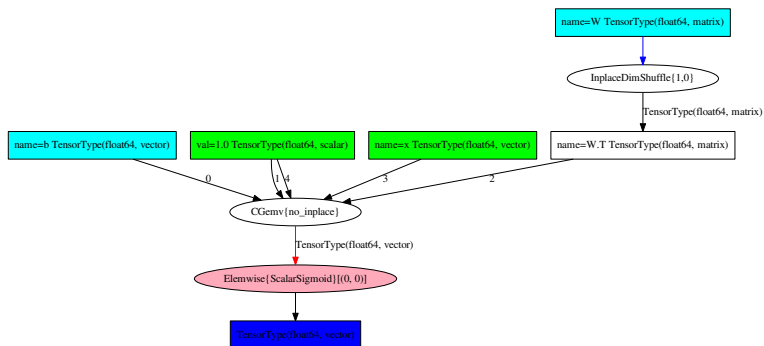 name=W TensorType(float64, matrix)
InplaceDimShuffle{1,0}
TensorType(float64, matrix)
name=b TensorType(float64, vector)
val=1.0 TensorType(float64, scalar)
name=x TensorType(float64, vector)
name=W.T TensorType(float64, matrix)
0
1
4
3
2
CGemv{no_inplace}
TensorType(float64, vector)
Elemwise{ScalarSigmoid}[(0, 0)]
TensorType(float64, vector)